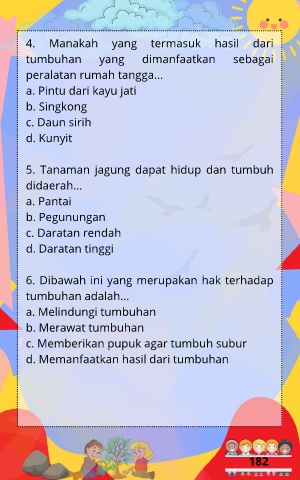 4. Manakah yang termasuk hasil dari
tumbuhan yang dimanfaatkan sebagai
peralatan rumah tangga...
a. Pintu dari kayu jati
b. Singkong
c. Daun sirih
d. Kunyit
5. Tanaman jagung dapat hidup dan tumbuh
didaerah...
a. Pantai
b. Pegunungan
c. Daratan rendah
d. Daratan tinggi
6. Dibawah ini yang merupakan hak terhadap
tumbuhan adalah...
a. Melindungi tumbuhan
b. Merawat tumbuhan
c. Memberikan pupuk agar tumbuh subur
d. Memanfaatkan hasil dari tumbuhan
182